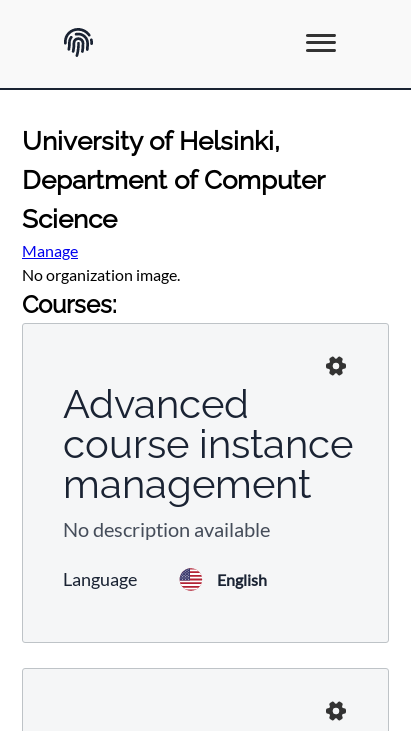 University of Helsinki,
Department of Computer
Science
Manage
No organization image.
Courses:
Advanced
course instance
management
No description available
Language English